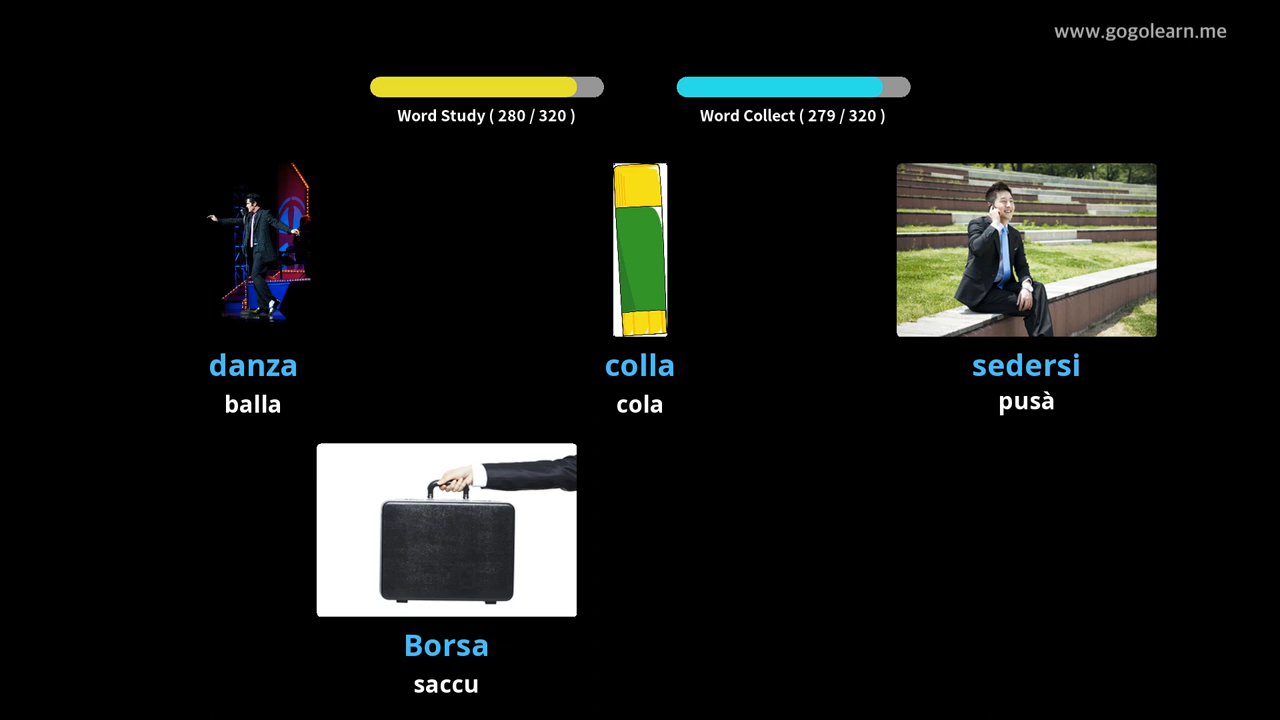 www.gogolearn.me
Word Study ( 280 / 320 )
Word Collect ( 279 / 320 )
danza
balla
colla
cola
sedersi
pusà
Borsa
saccu